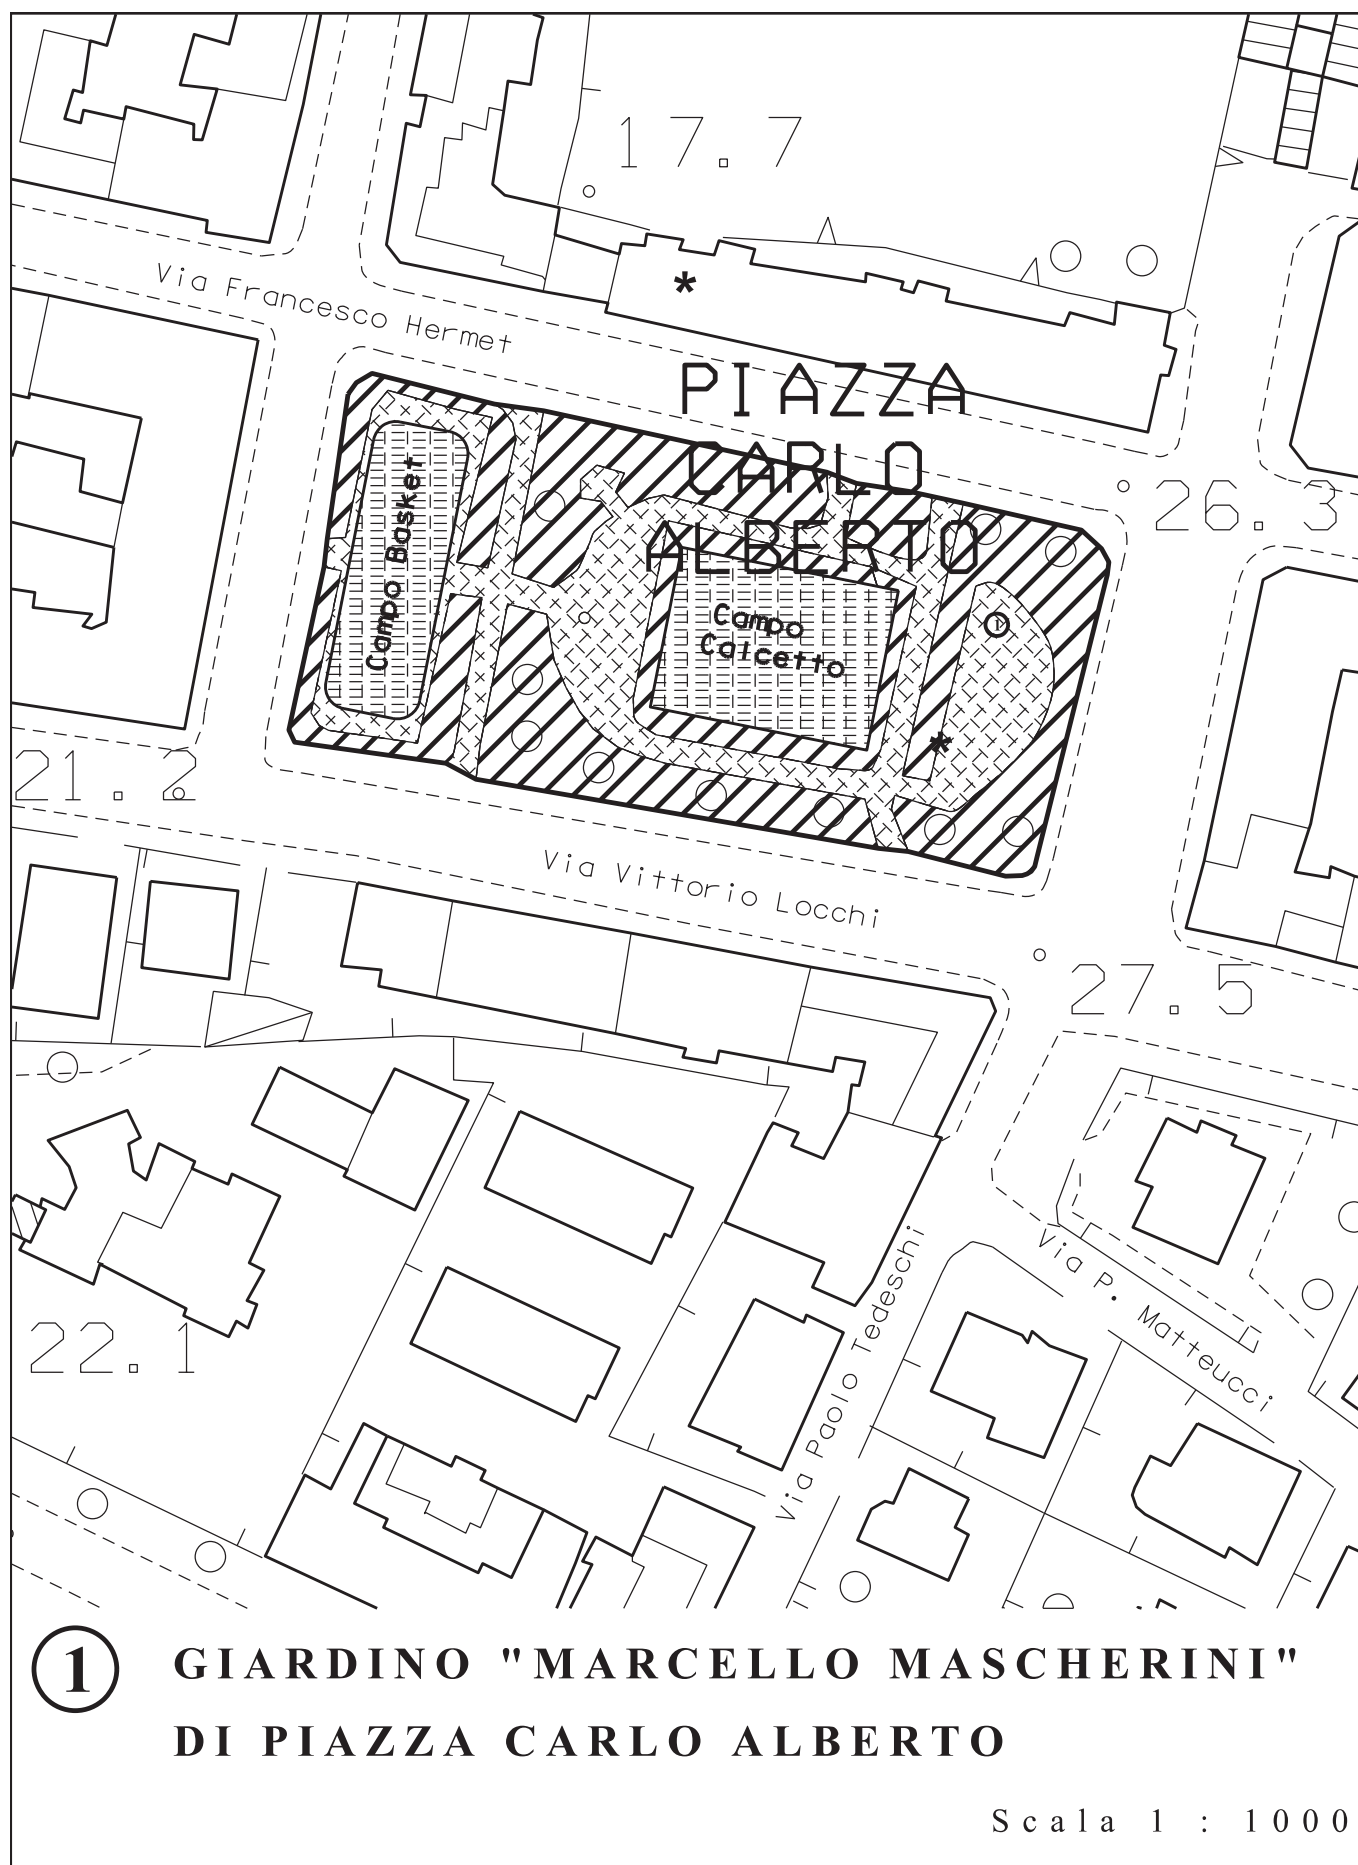 17.7
*
Via Francesco Hermet
PIAZZA
CARLO
ALBERTO
26.3
Campo Basket
Campo
Calcetto
*
21.2
Via Vittorio Locchi
27.5
Via P. Matteucci
Via Paolo Tedeschi
22.1
1
GIARDINO "MARCELLO MASCHERINI"
DI PIAZZA CARLO ALBERTO
Scala 1 : 1000